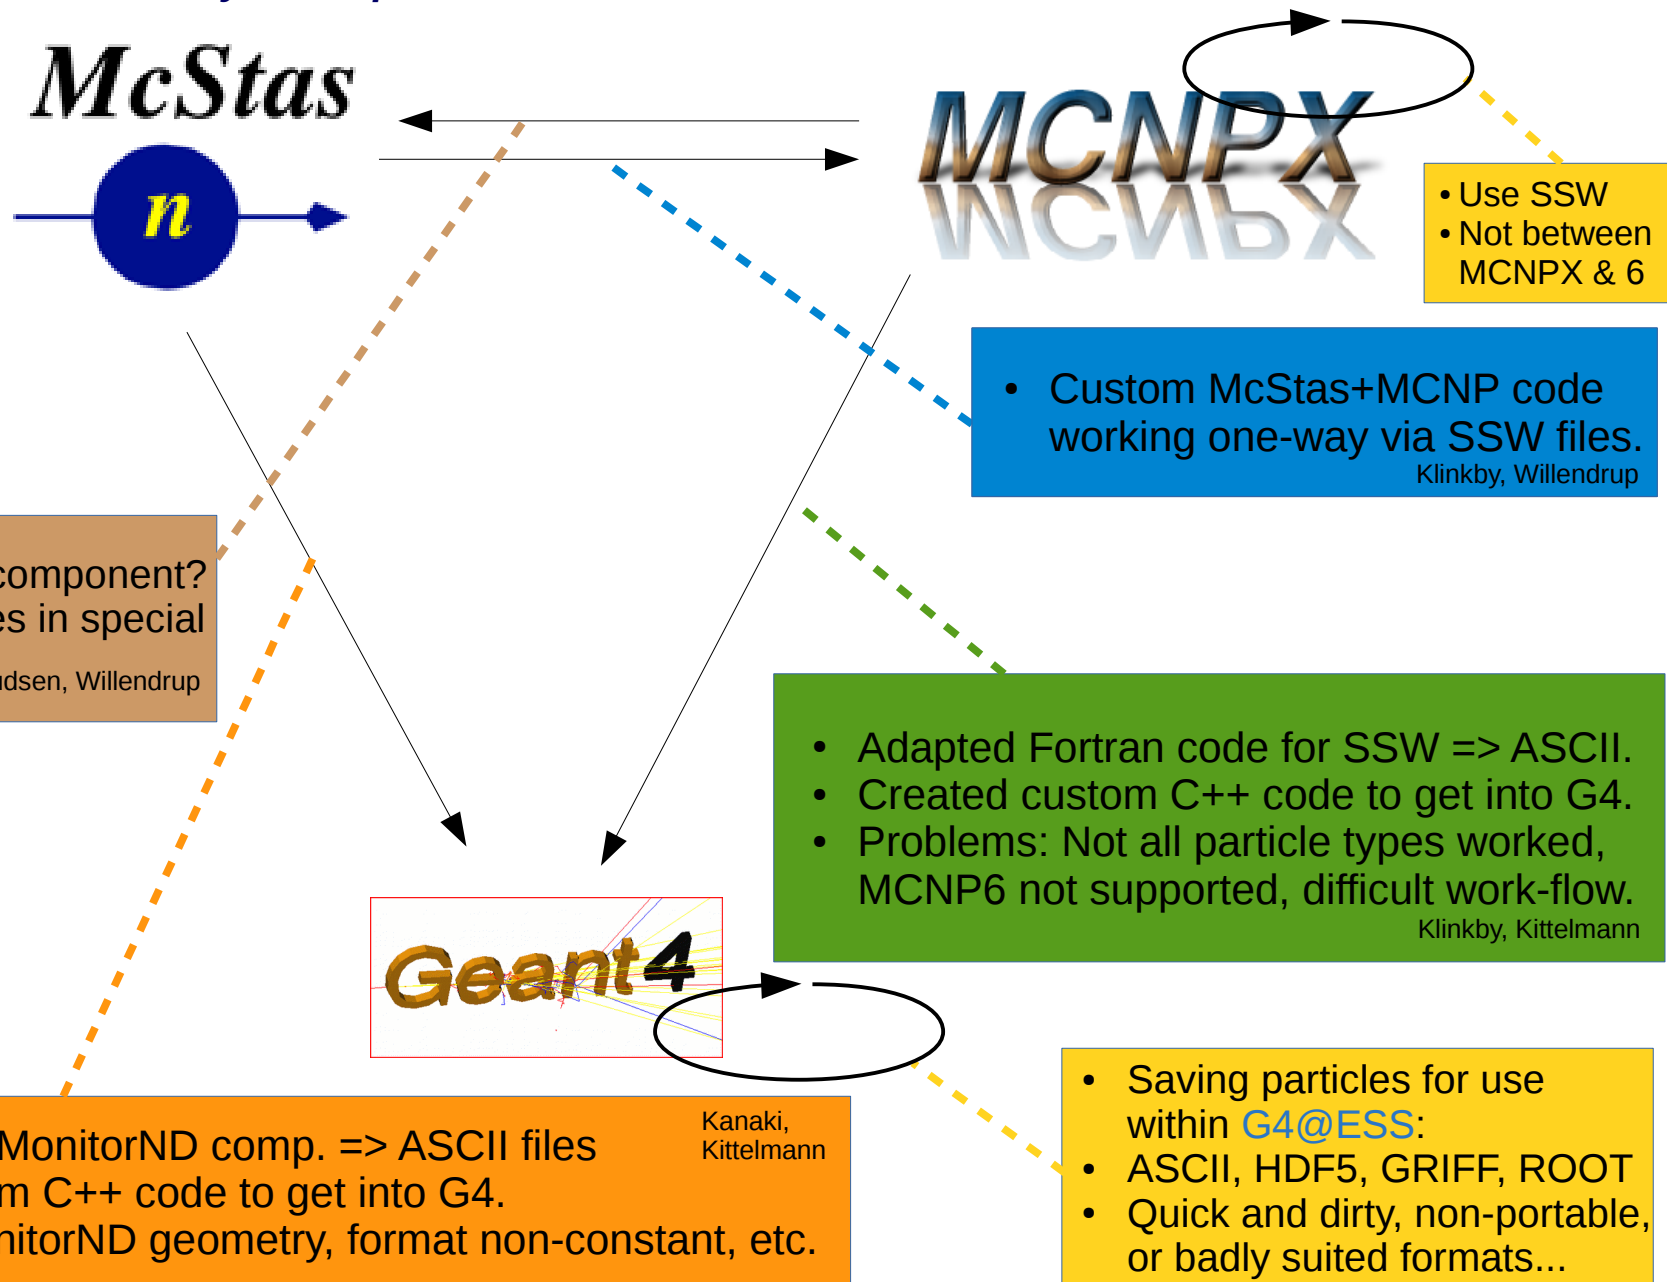 McStas
n
MCNPX
• Use SSW
• Not between
MCNPX & 6
• Custom McStas+MCNP code
working one-way via SSW files.
Klinkby, Willendrup
component?
es in special
udsen, Willendrup
• Adapted Fortran code for SSW => ASCII.
• Created custom C++ code to get into G4.
• Problems: Not all particle types worked,
MCNP6 not supported, difficult work-flow.
Klinkby, Kittelmann
Geant4
Kanaki,
Kittelmann
MonitorND comp. => ASCII files
m C++ code to get into G4.
nitorND geometry, format non-constant, etc.
• Saving particles for use
within G4@ESS:
• ASCII, HDF5, GRIFF, ROOT
• Quick and dirty, non-portable,
or badly suited formats...